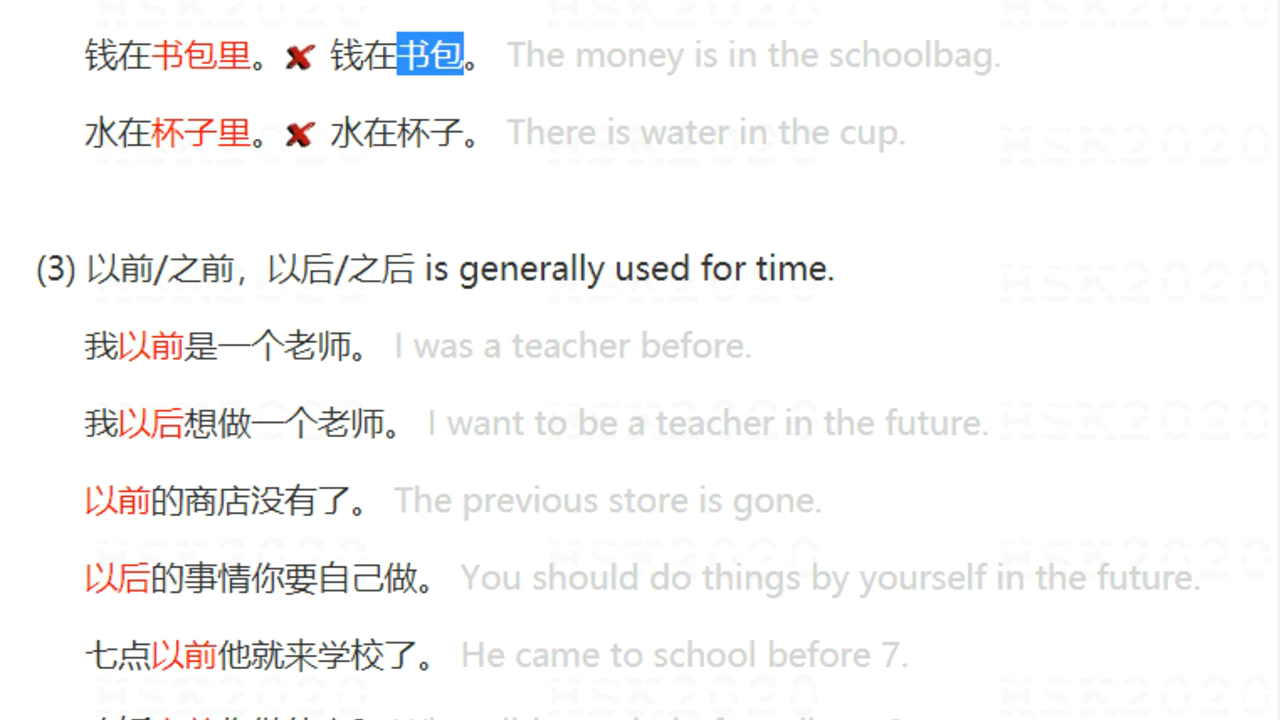 钱在书包里。✘ 钱在书包。 The money is in the schoolbag.
水在杯子里。✘ 水在杯子。 There is water in the cup.
(3) 以前/之前，以后/之后 is generally used for time.
我以前是一个老师。 I was a teacher before.
我以后想做一个老师。 I want to be a teacher in the future.
以前的商店没有了。 The previous store is gone.
以后的事情你要自己做。 You should do things by yourself in the future.
七点以前他就来学校了。 He came to school before 7.
HSK2020